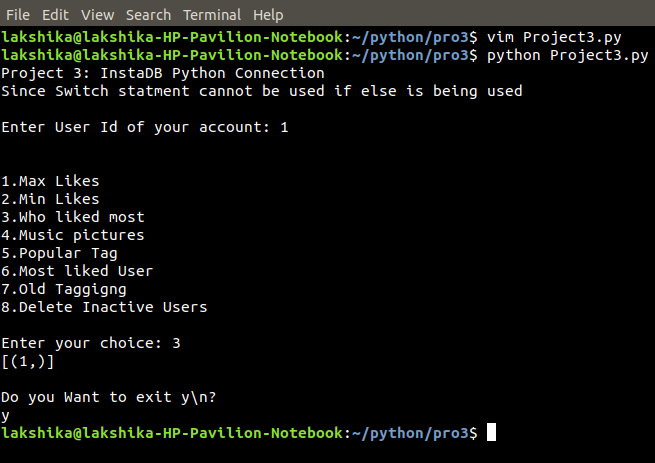 File Edit View Search Terminal Help
lakshika@lakshika-HP-Pavilion-Notebook:~/python/pro3$ vim Project3.py
lakshika@lakshika-HP-Pavilion-Notebook:~/python/pro3$ python Project3.py
Project 3: InstaDB Python Connection
Since Switch statment cannot be used if else is being used
Enter User Id of your account: 1
1.Max Likes
2.Min Likes
3.Who liked most
4.Music pictures
5.Popular Tag
6.Most liked User
7.Old Taggigng
8.Delete Inactive Users
Enter your choice: 3
[(1,)]
Do you Want to exit y\n?
y
lakshika@lakshika-HP-Pavilion-Notebook:~/python/pro3$